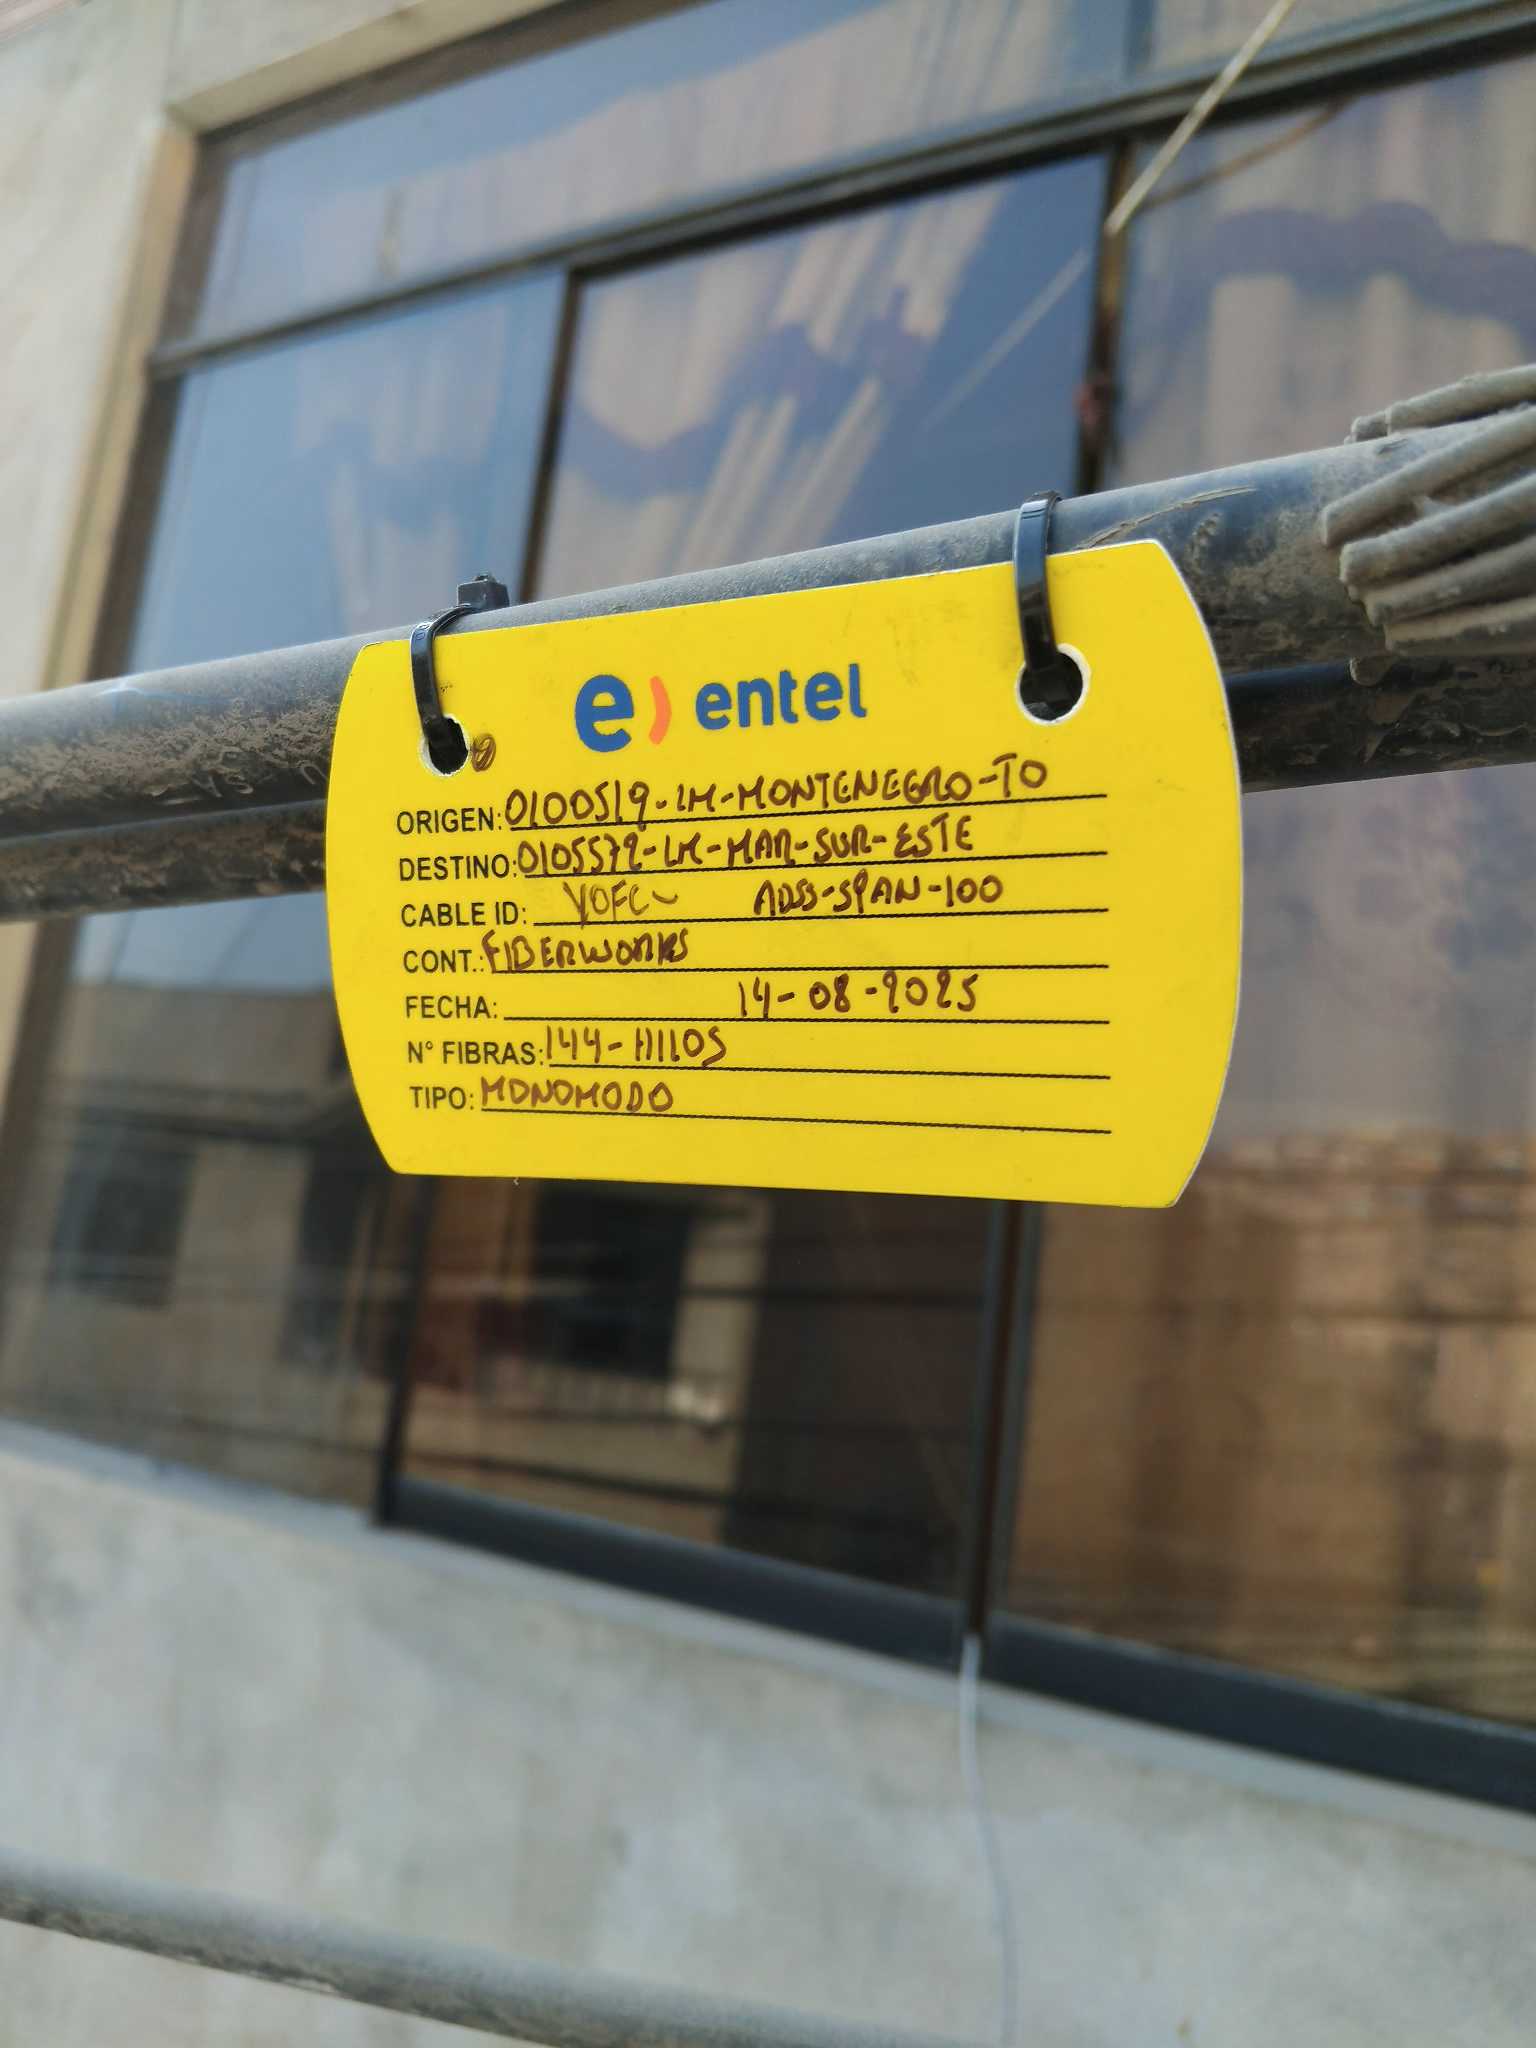 e) entel
ORIGEN: 0100519-LM-MONTENEGRO-TO
DESTINO: 0105572-LM-MAR-SUR-ESTE
CABLE ID: YOFC- ADSS-SPAN-100
CONT.: FIBERWORKS
FECHA: 14-08-2025
N° FIBRAS: 144-HILOS
TIPO: MONOMODO